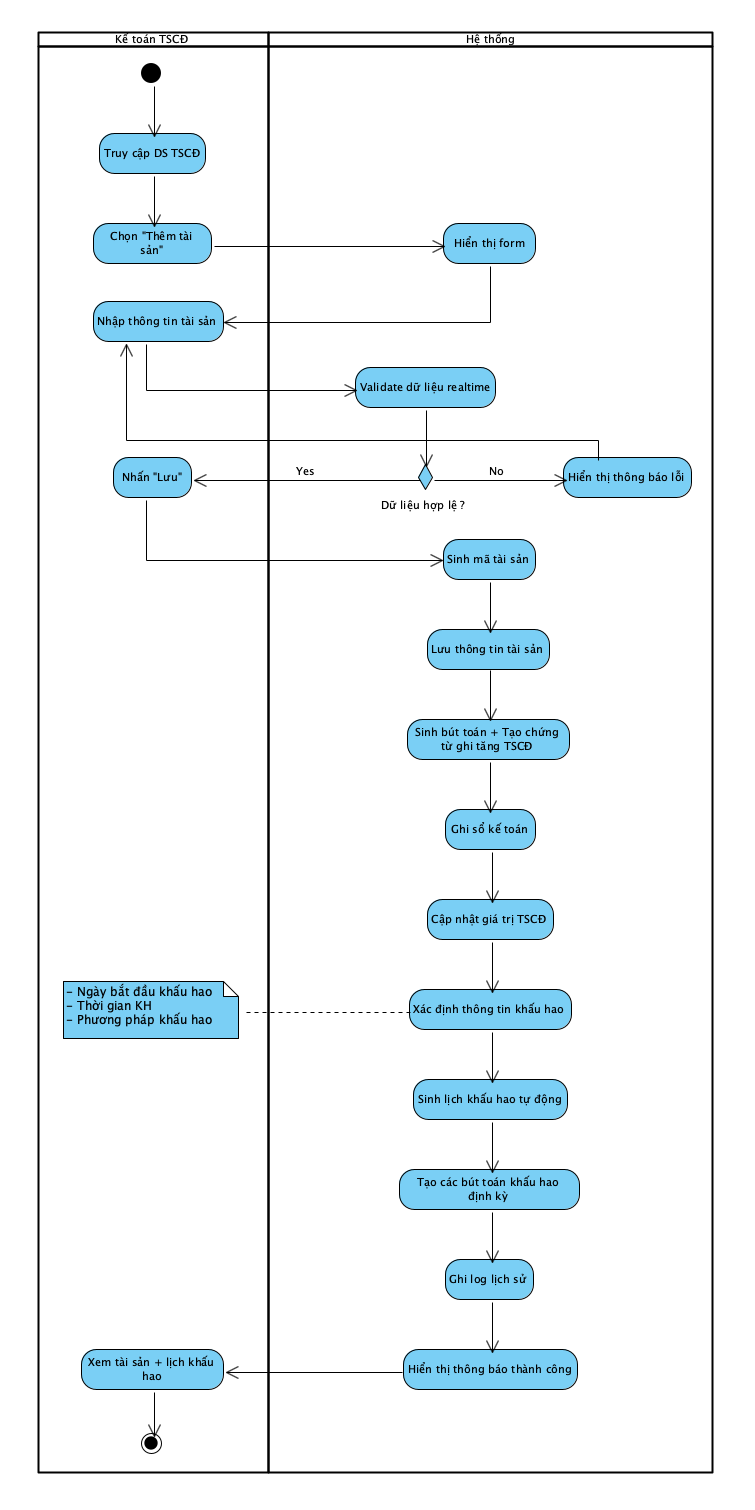 Kế toán TSCĐ
Hệ thống
Truy cập DS TSCĐ
Chọn "Thêm tài
sản"
Hiển thị form
Nhập thông tin tài sản
Validate dữ liệu realtime
Nhấn "Lưu"
Yes
No
Hiển thị thông báo lỗi
Dữ liệu hợp lệ ?
Sinh mã tài sản
Lưu thông tin tài sản
Sinh bút toán + Tạo chứng
từ ghi tăng TSCĐ
Ghi sổ kế toán
Cập nhật giá trị TSCĐ
- Ngày bắt đầu khấu hao
- Thời gian KH
- Phương pháp khấu hao
Xác định thông tin khấu hao
Sinh lịch khấu hao tự động
Tạo các bút toán khấu hao
định kỳ
Ghi log lịch sử
Xem tài sản + lịch khấu
hao
Hiển thị thông báo thành công